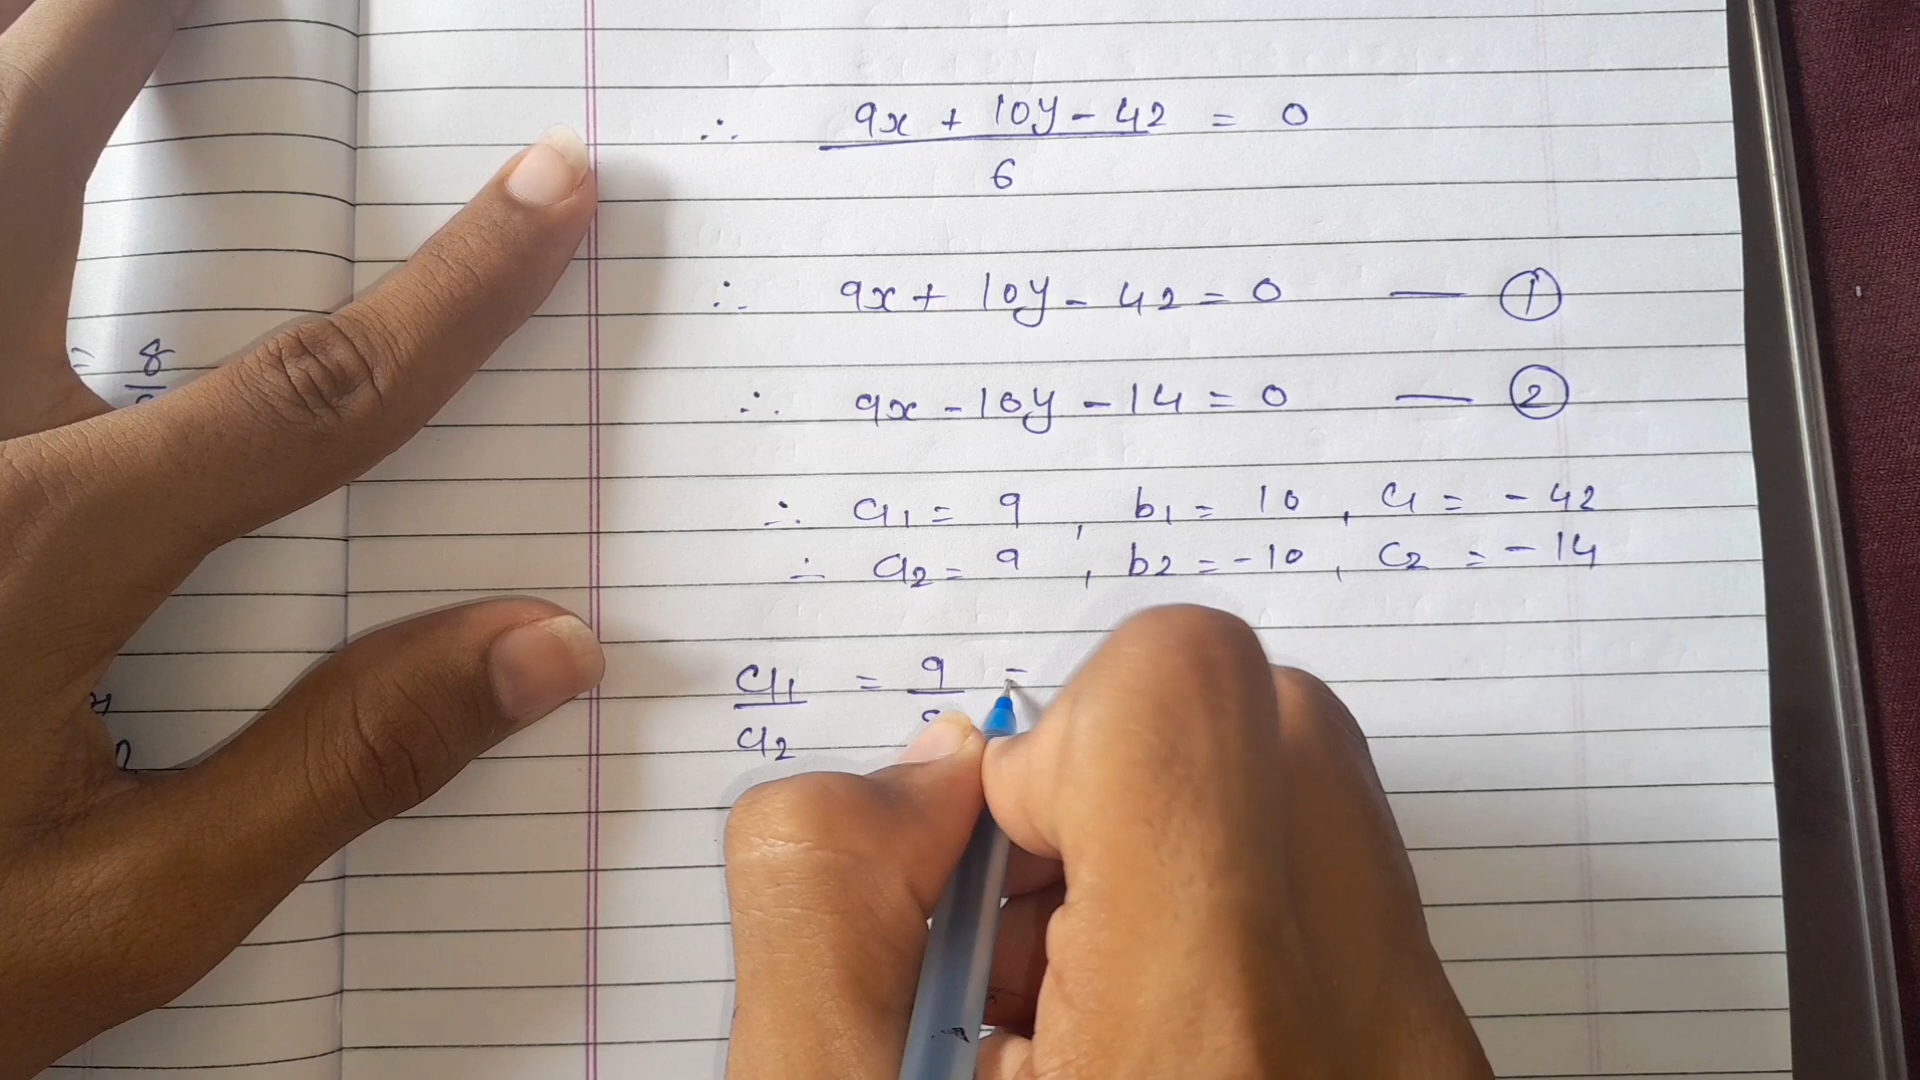 ∴ 9x + 10y - 42 = 0
6
∴ 9x + 10y - 42 = 0 — ①
∴ 9x - 10y - 14 = 0 — ②
∴ a1 = 9 , b1 = 10 , c1 = - 42
∴ a2 = 9 , b2 = - 10 , c2 = - 14
a1 = 9 =
a2
= 8